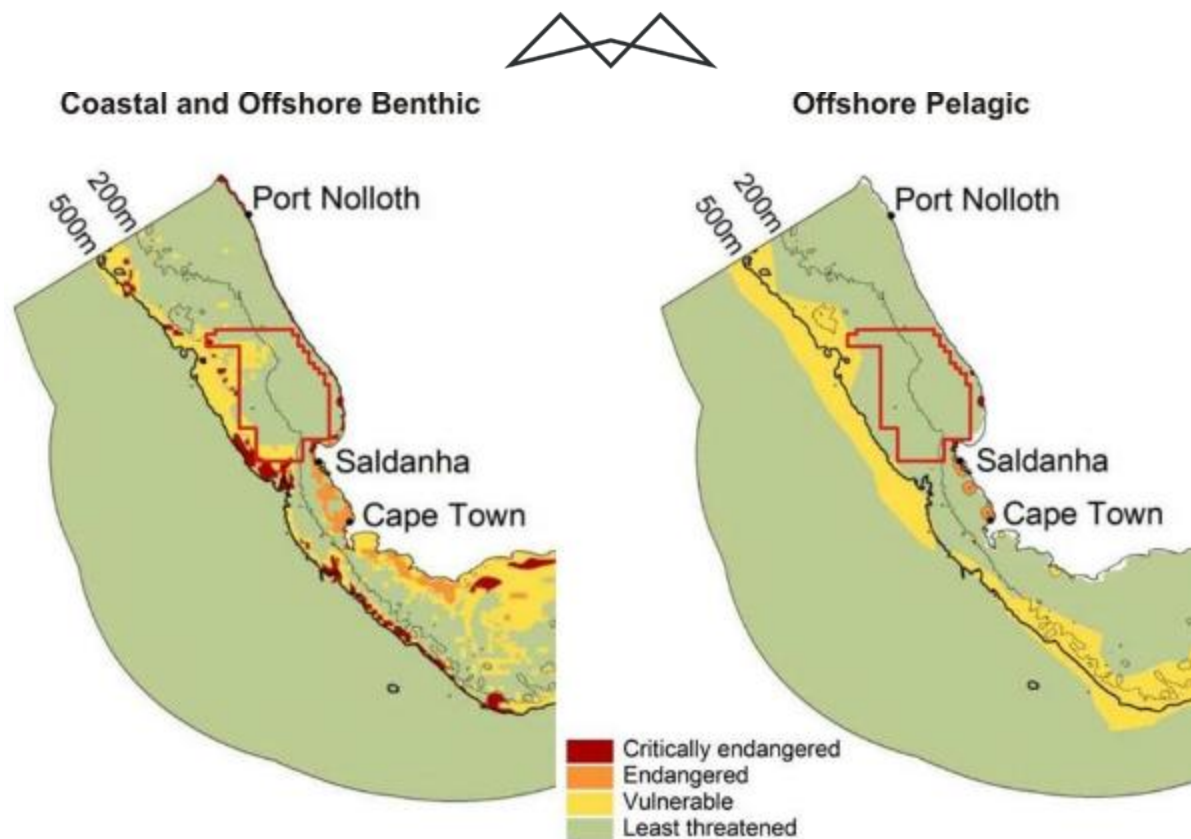 Coastal and Offshore Benthic
Offshore Pelagic
200m
500m
Port Nolloth
Saldanha
Cape Town
200m
500m
Port Nolloth
Saldanha
Cape Town
Critically endangered
Endangered
Vulnerable
Least threatened